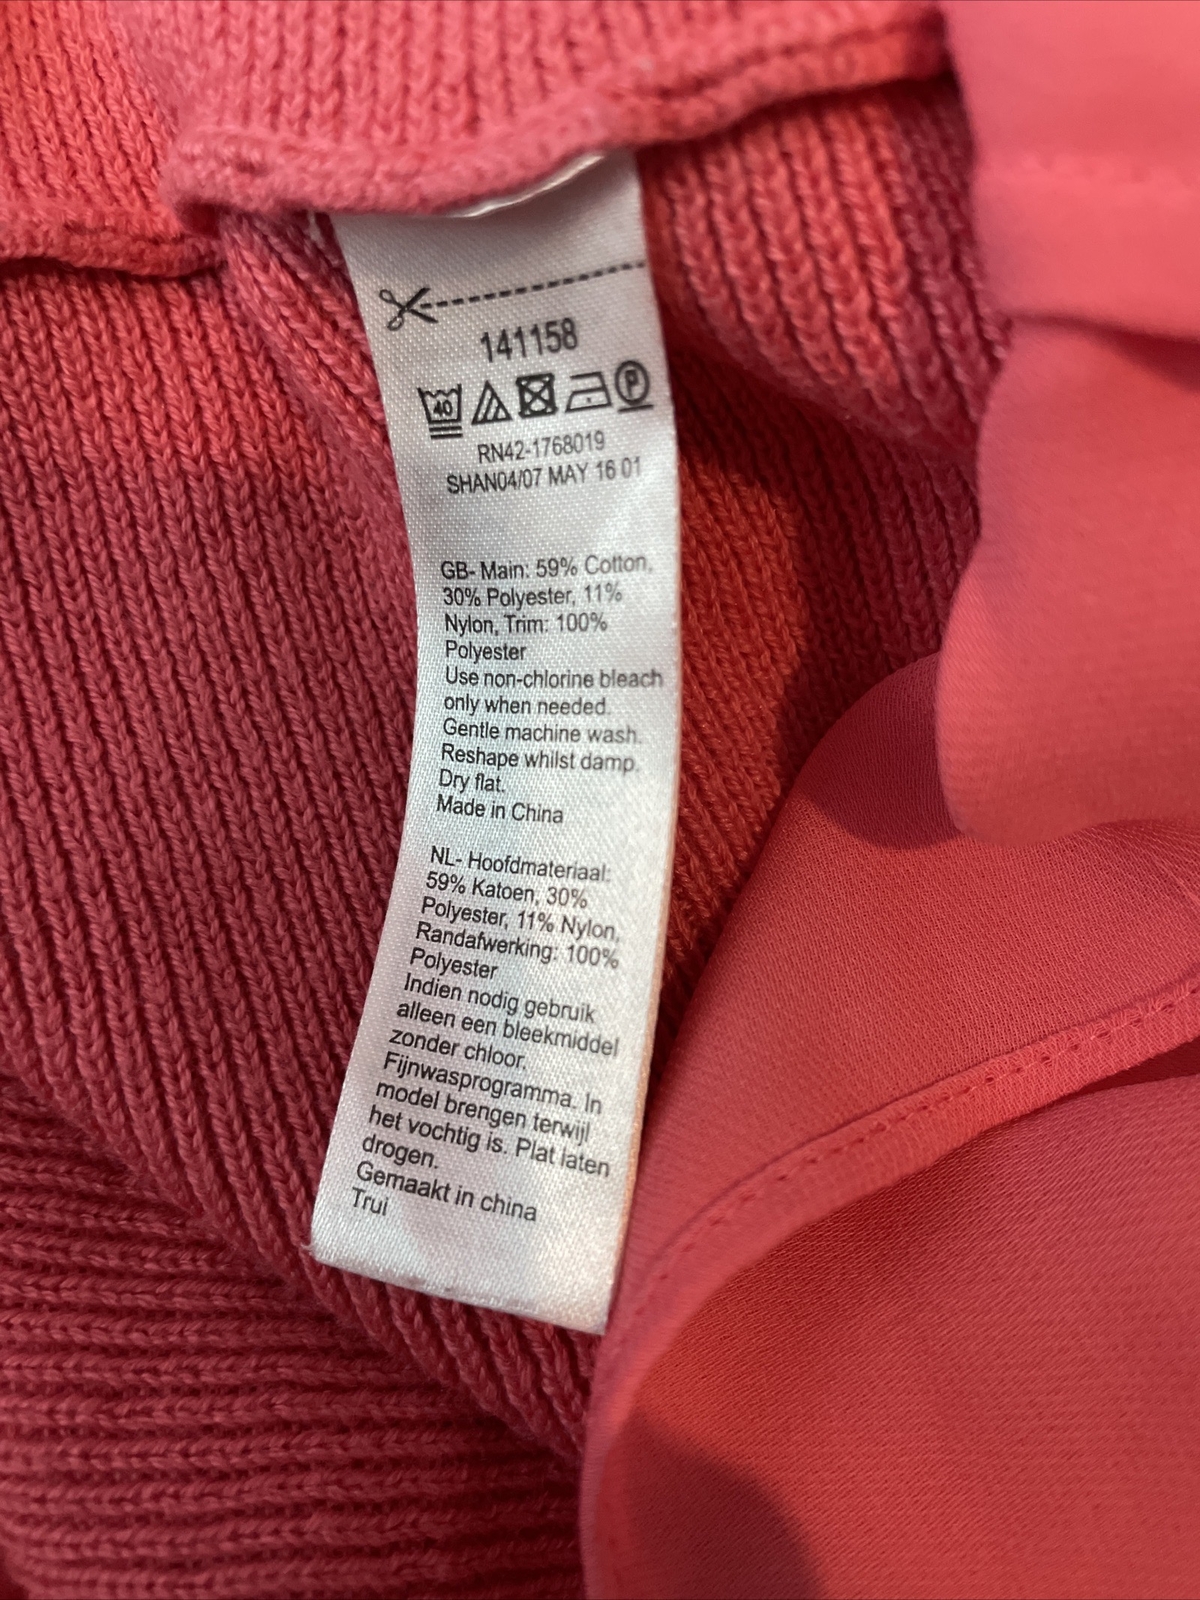 141158
40 P
RN42-1768019
SHAN04/07 MAY 16 01
GB- Main: 59% Cotton,
30% Polyester, 11%
Nylon, Trim: 100%
Polyester
Use non-chlorine bleach
only when needed.
Gentle machine wash.
Reshape whilst damp.
Dry flat.
Made in China
NL- Hoofdmateriaal:
59% Katoen, 30%
Polyester, 11% Nylon,
Randafwerking: 100%
Polyester
Indien nodig gebruik
alleen een bleekmiddel
zonder chloor.
Fijnwasprogramma. In
model brengen terwijl
het vochtig is. Plat laten
drogen.
Gemaakt in china
Trui